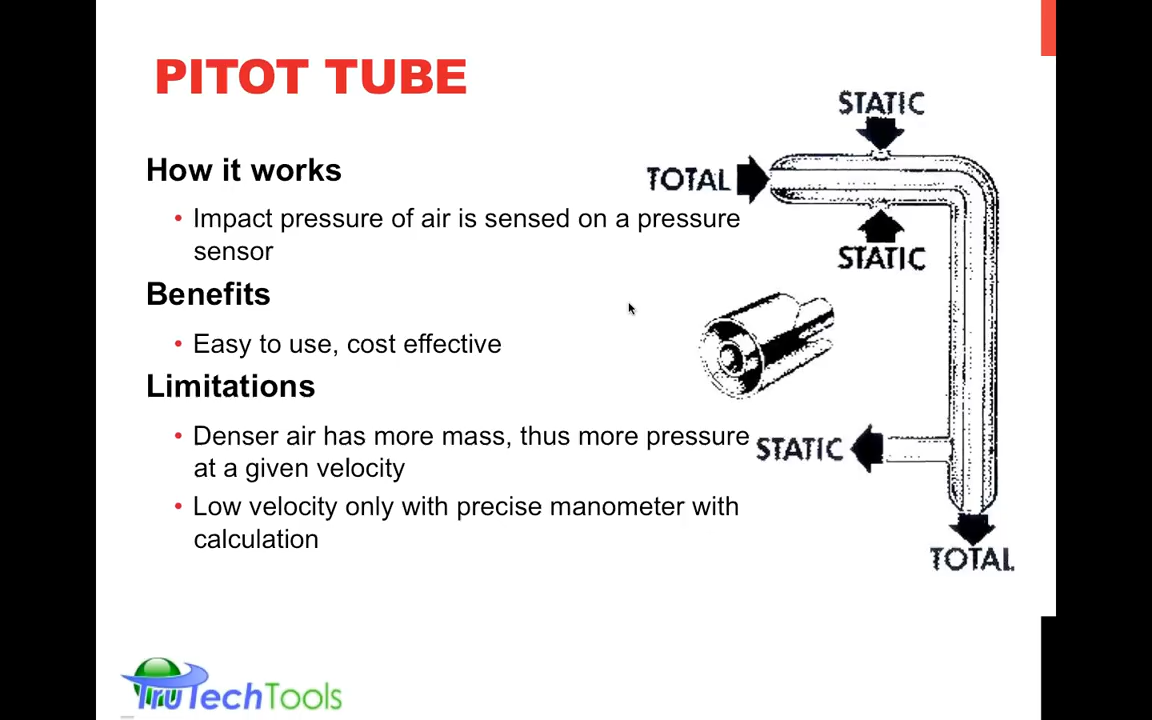 PITOT TUBE
How it works
• Impact pressure of air is sensed on a pressure
sensor
Benefits
• Easy to use, cost effective
Limitations
• Denser air has more mass, thus more pressure
at a given velocity
• Low velocity only with precise manometer with
calculation
STATIC
TOTAL
STATIC
STATIC
TOTAL
TruTechTools